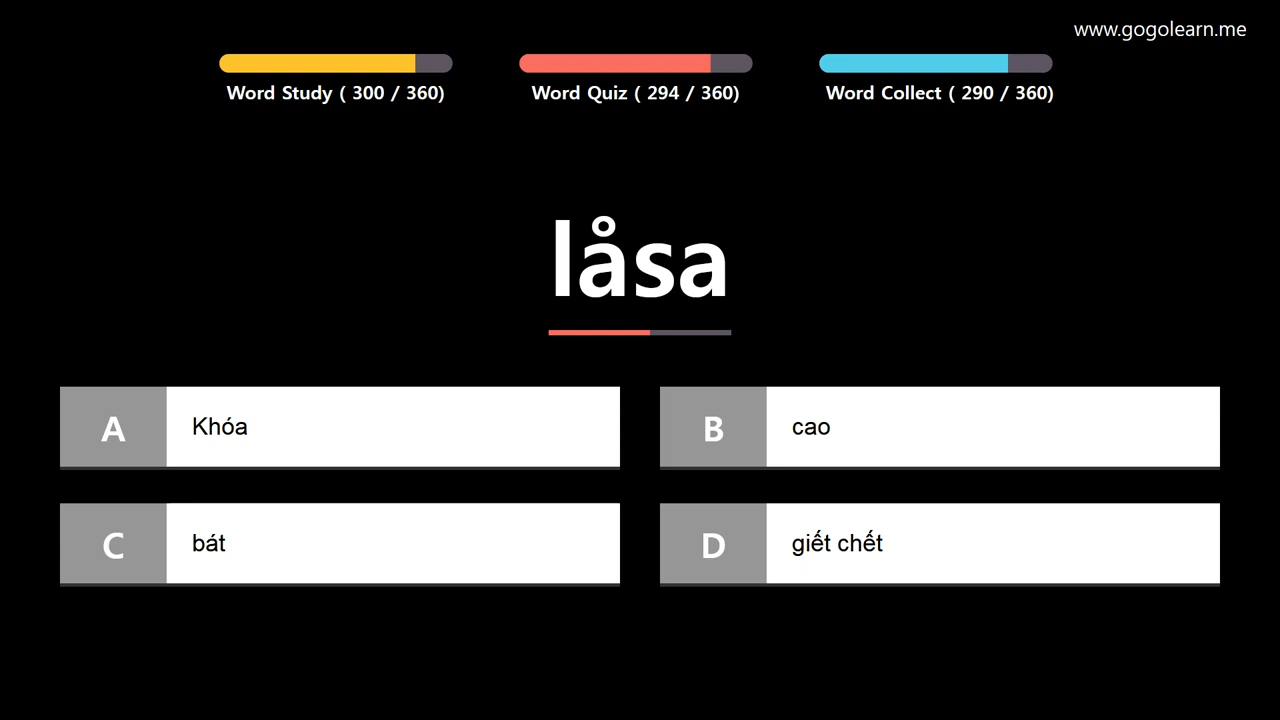 www.gogolearn.me
Word Study ( 300 / 360)
Word Quiz ( 294 / 360)
Word Collect ( 290 / 360)
låsa
A Khóa
B cao
C bát
D giết chết